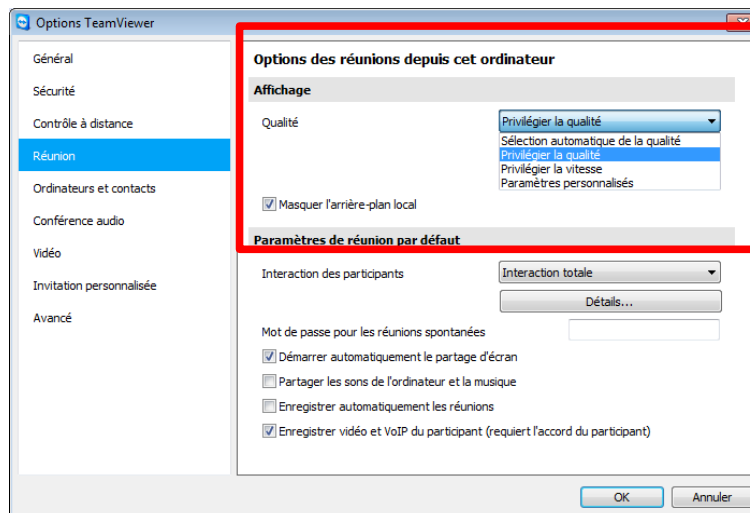 Options TeamViewer
Général
Sécurité
Contrôle à distance
Réunion
Ordinateurs et contacts
Conférence audio
Vidéo
Invitation personnalisée
Avancé
Options des réunions depuis cet ordinateur
Affichage
Qualité
Privilégier la qualité
Sélection automatique de la qualité
Privilégier la qualité
Privilégier la vitesse
Paramètres personnalisés
Masquer l'arrière-plan local
Paramètres de réunion par défaut
Interaction des participants
Interaction totale
Détails...
Mot de passe pour les réunions spontanées
Démarrer automatiquement le partage d'écran
Partager les sons de l'ordinateur et la musique
Enregistrer automatiquement les réunions
Enregistrer vidéo et VoIP du participant (requiert l'accord du participant)
OK
Annuler